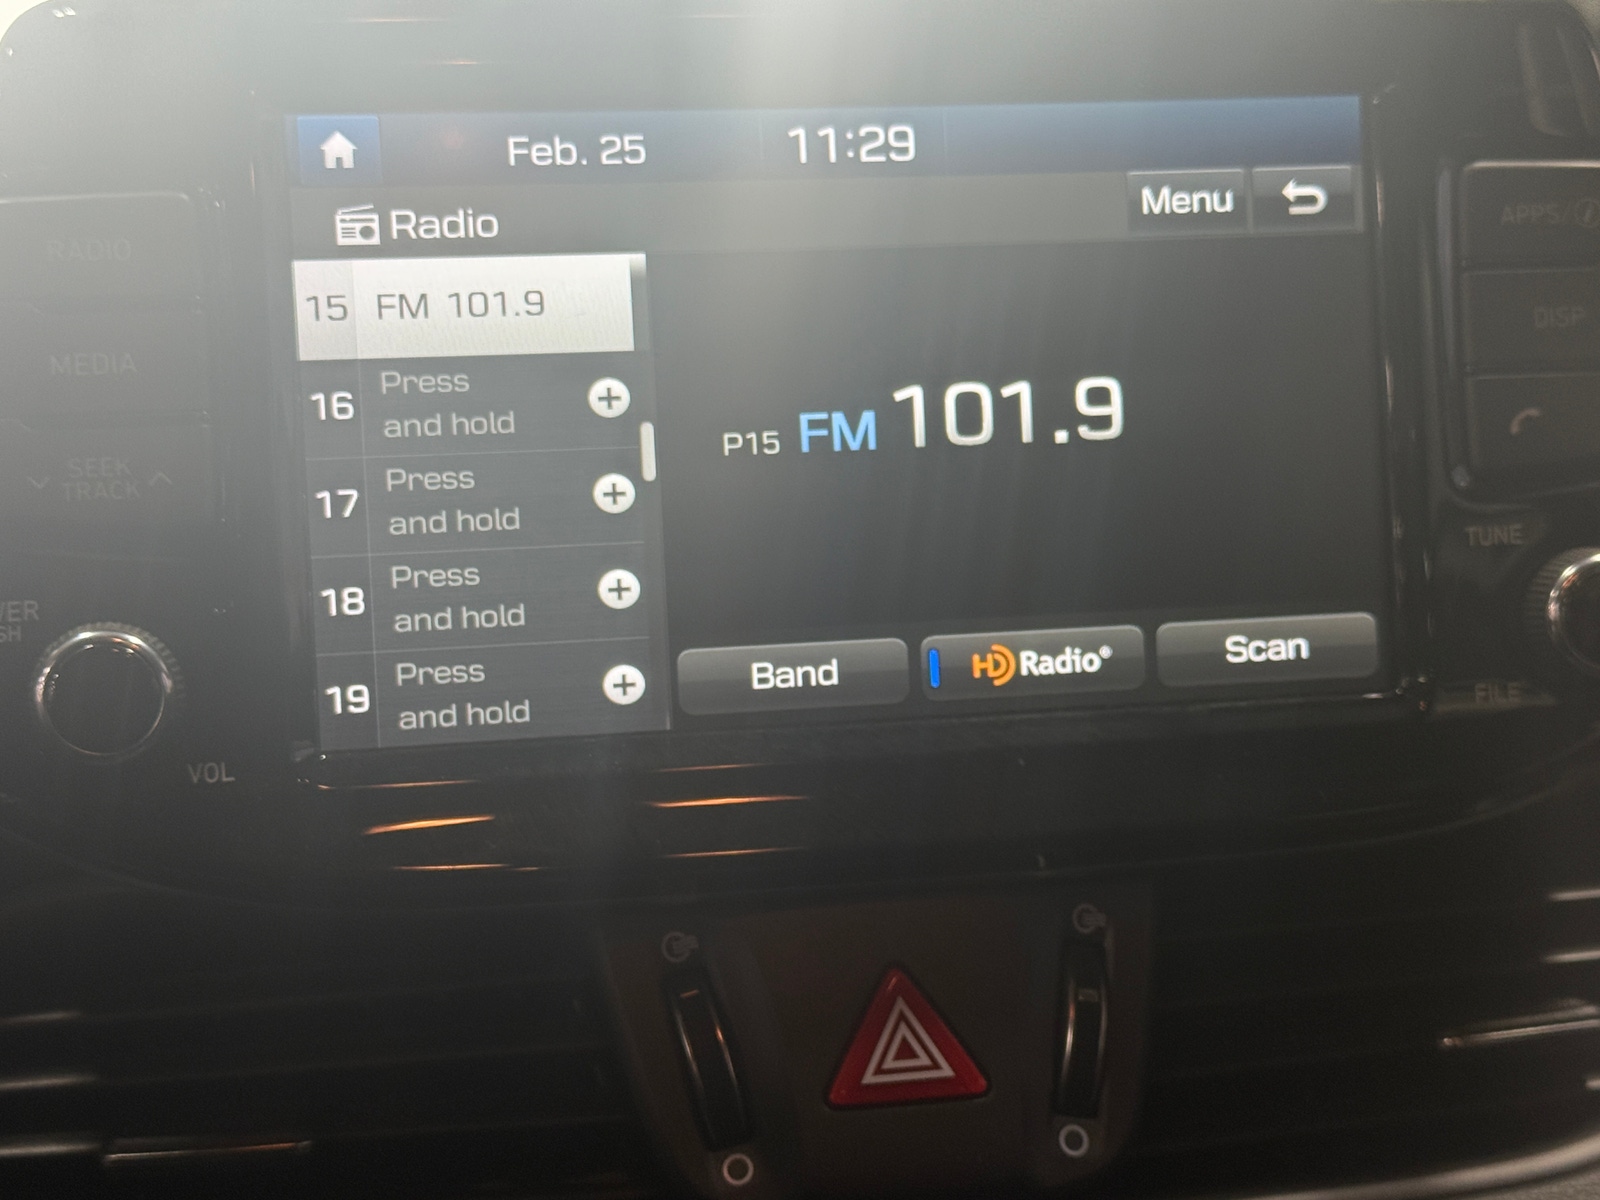 Feb. 25
11:29
Radio
Menu
15 FM 101.9
16 Press
and hold
17 Press
and hold
18 Press
and hold
19 Press
and hold
P15 FM 101.9
Band
HD Radio®
Scan
RADIO
MEDIA
SEEK
TRACK
VOL
APPS/
DISP
TUNE
FILE